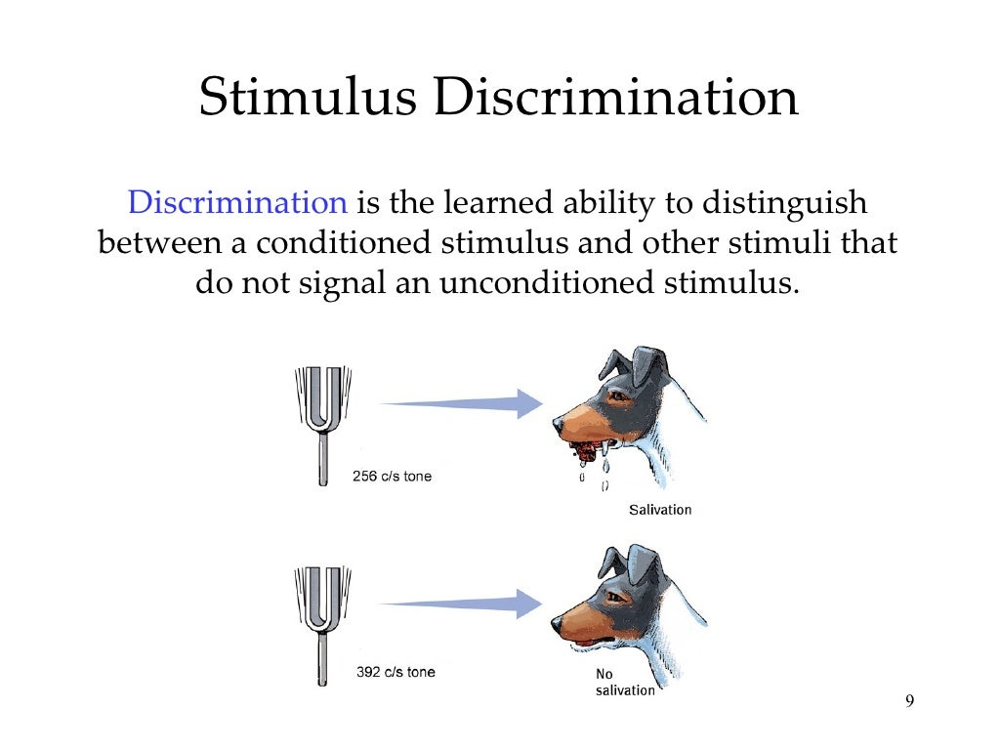 Stimulus Discrimination
Discrimination is the learned ability to distinguish
between a conditioned stimulus and other stimuli that
do not signal an unconditioned stimulus.
256 c/s tone
Salivation
392 c/s tone
No
salivation
9